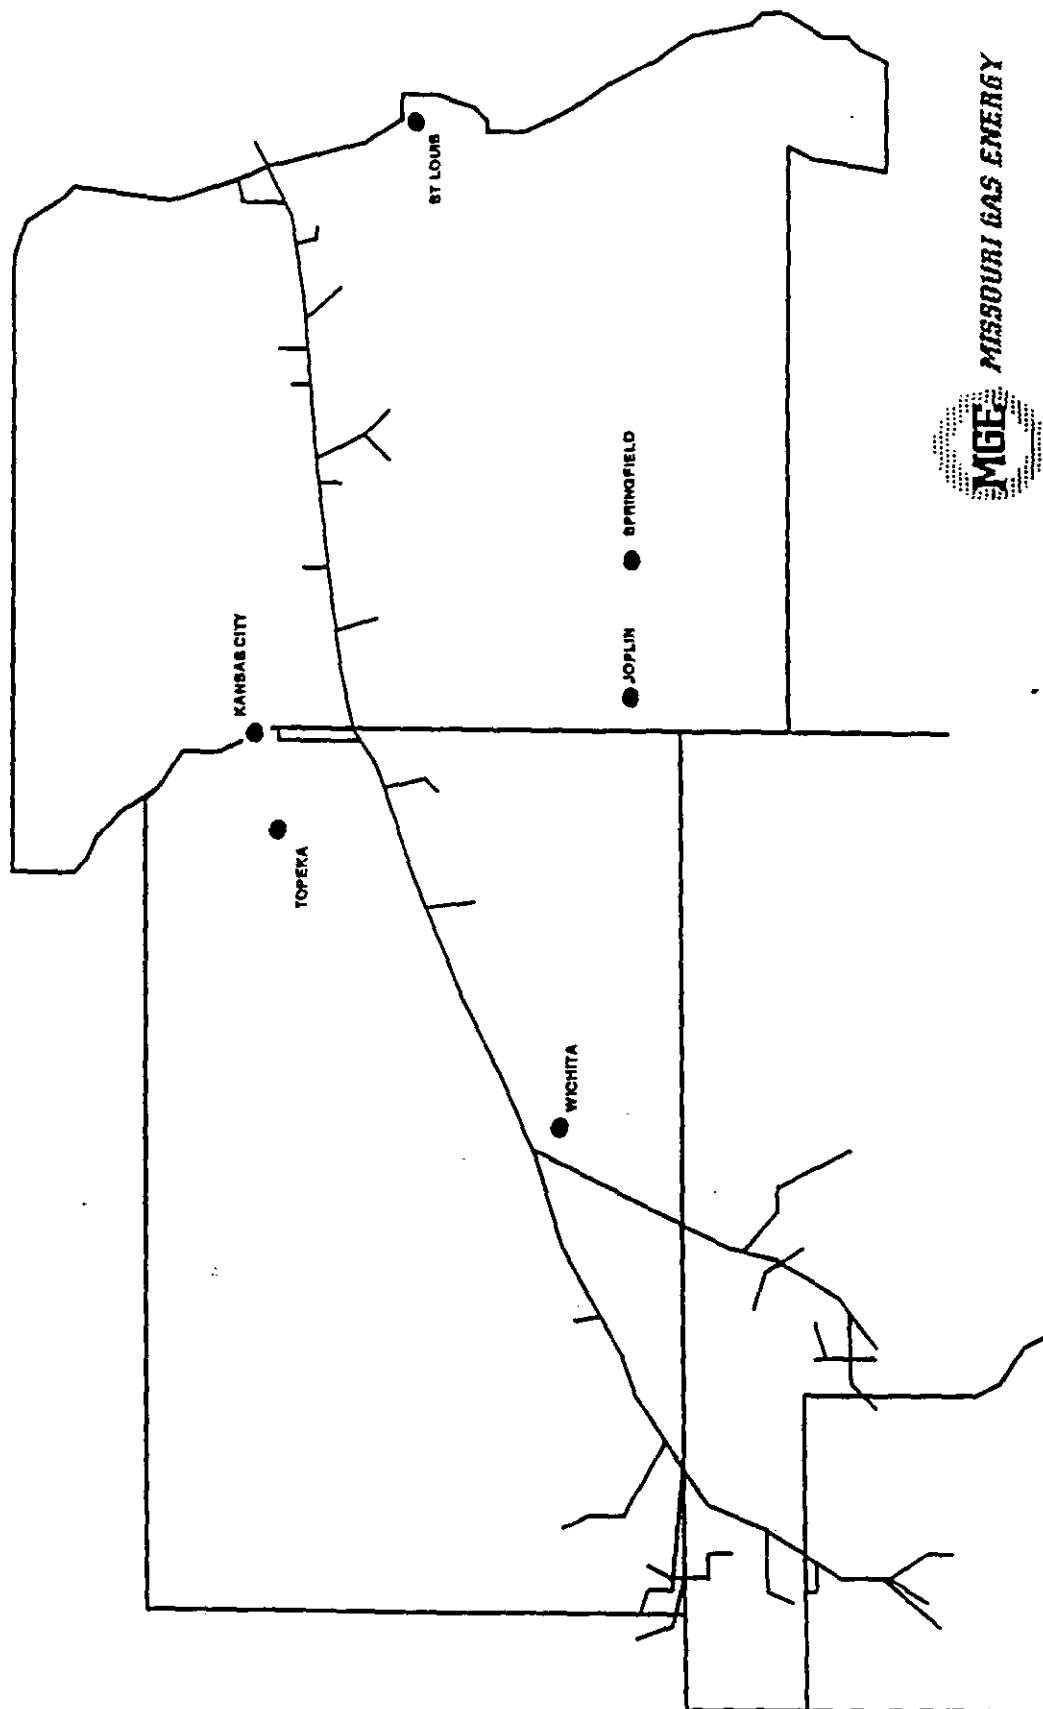 KANSAS CITY
ST LOUIS
TOPEKA
WICHITA
JOPLIN
SPRINGFIELD
MGE MISSOURI GAS ENERGY